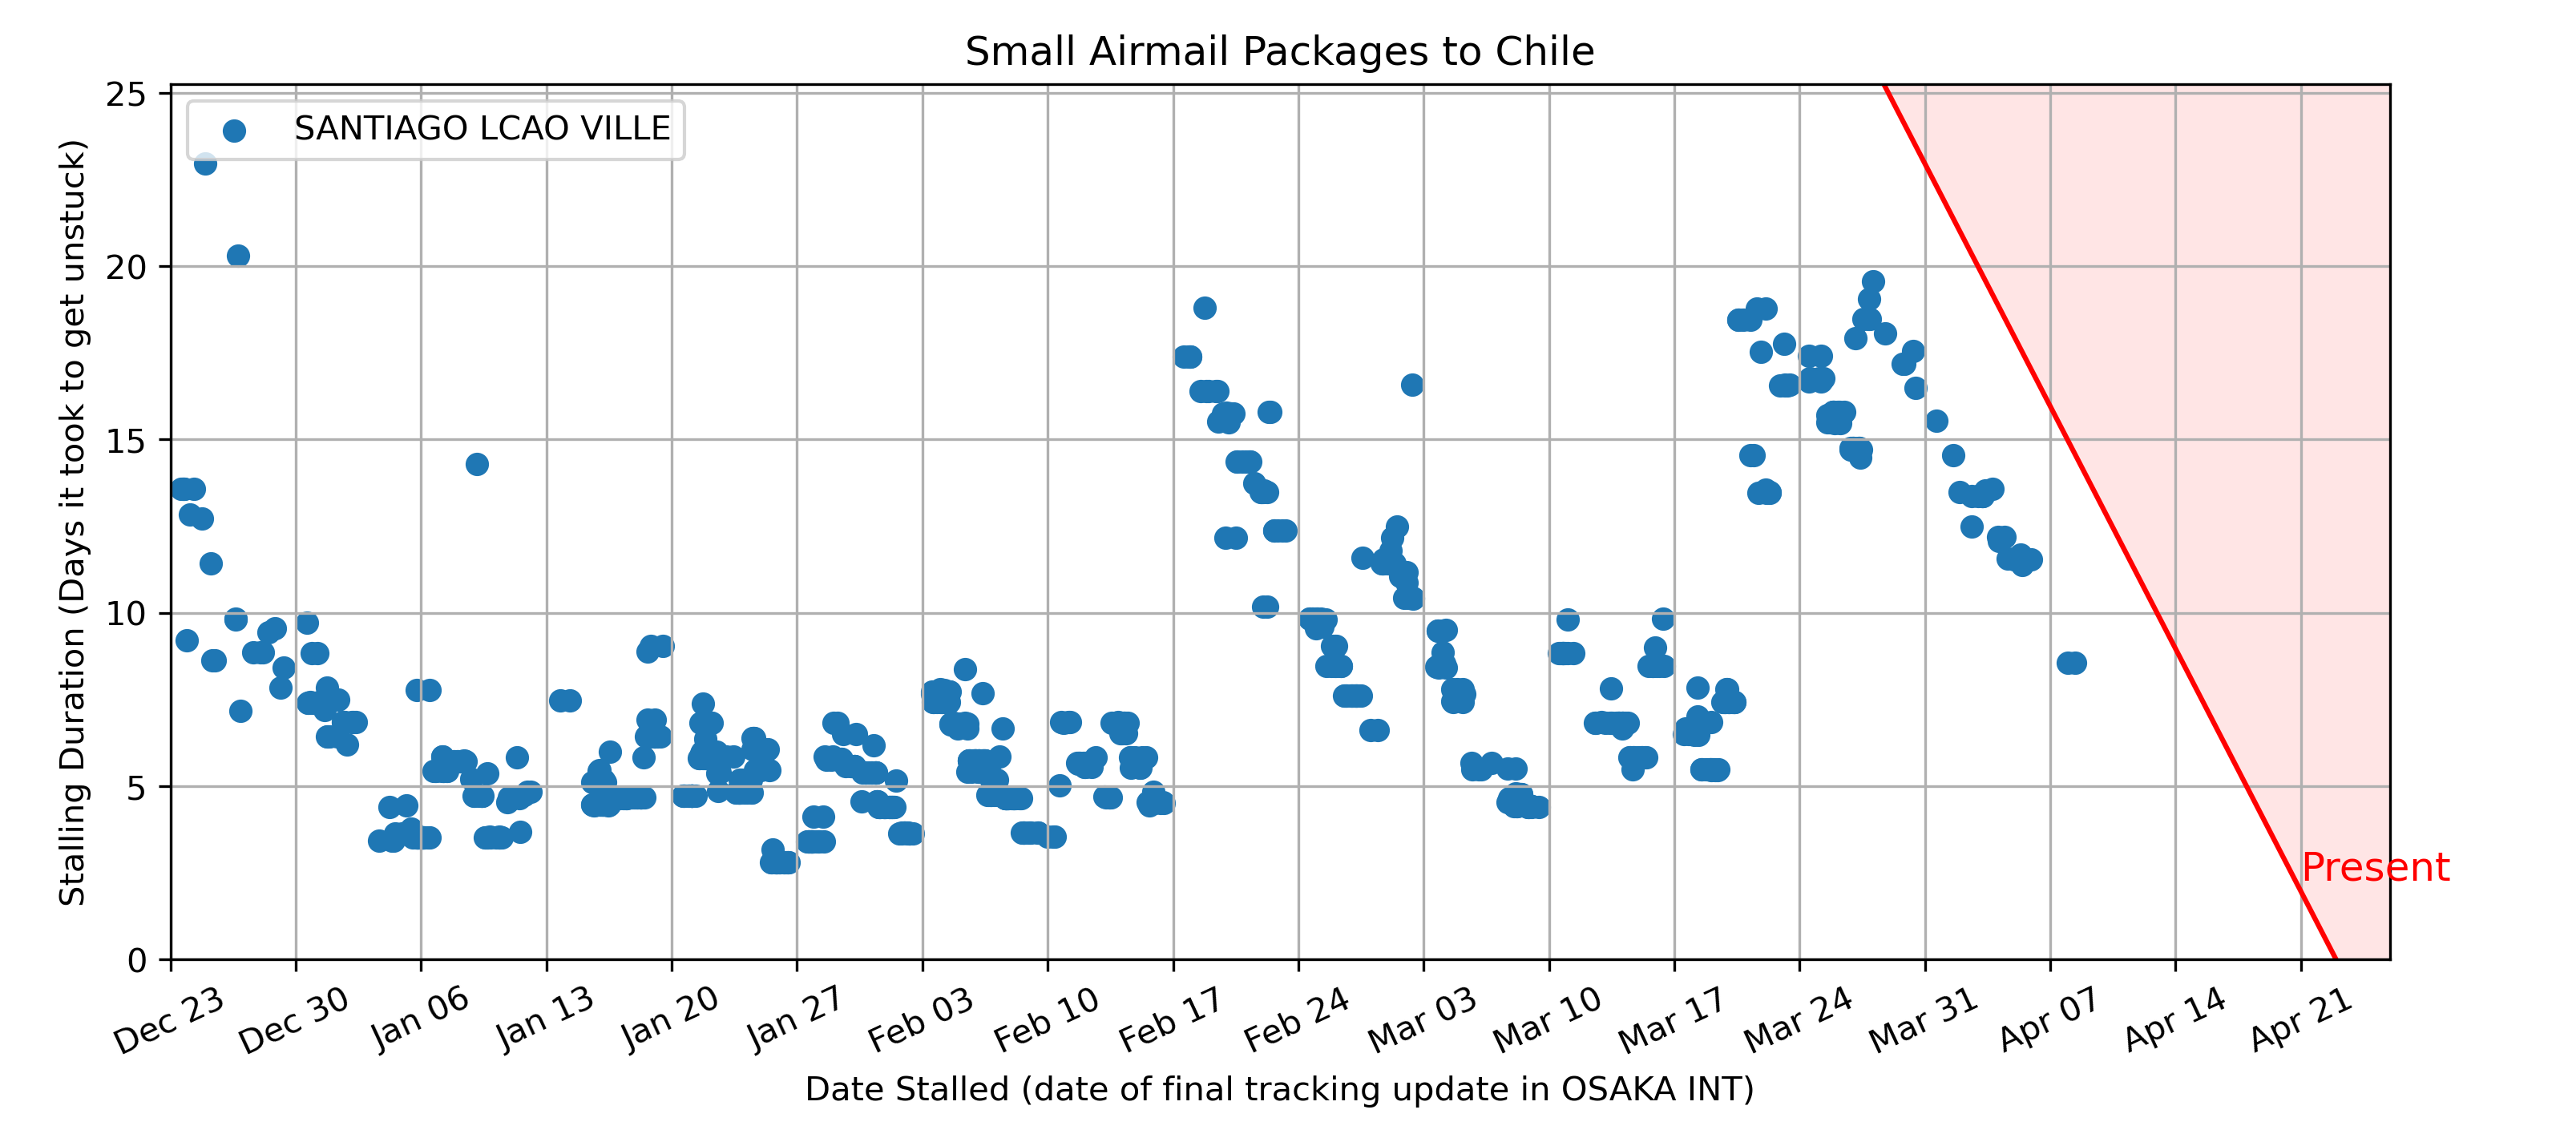 Small Airmail Packages to Chile
SANTIAGO LCAO VILLE
Stalling Duration (Days it took to get unstuck)
25
20
15
10
5
0
Present
Dec 23
Dec 30
Jan 06
Jan 13
Jan 20
Jan 27
Feb 03
Feb 10
Feb 17
Feb 24
Mar 03
Mar 10
Mar 17
Mar 24
Mar 31
Apr 07
Apr 14
Apr 21
Date Stalled (date of final tracking update in OSAKA INT)